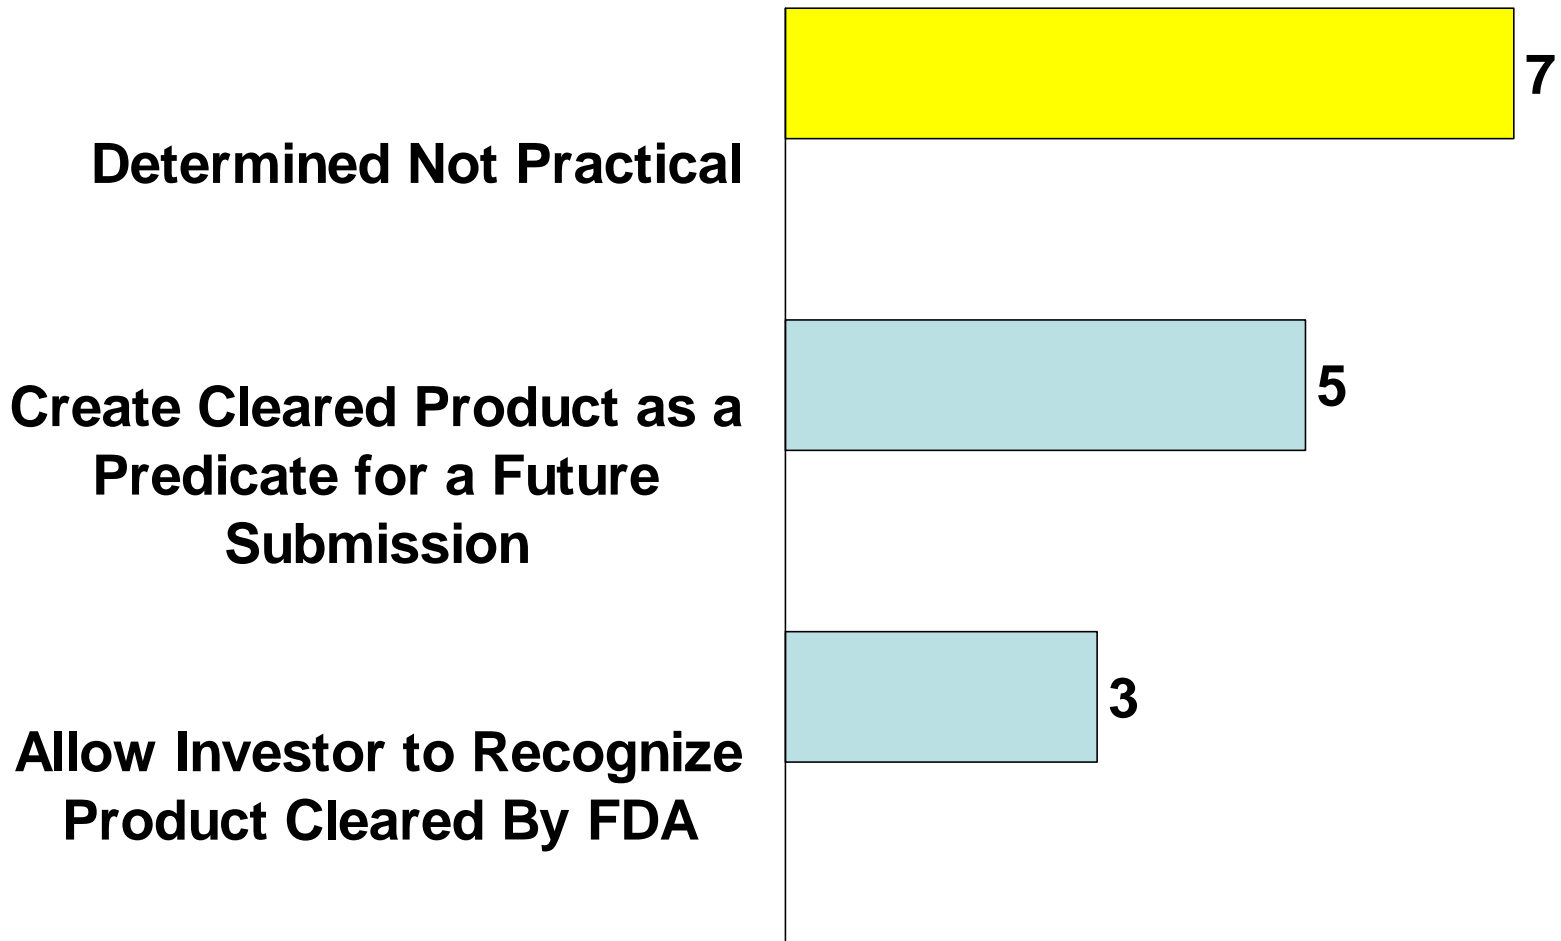 7
Determined Not Practical
5
Create Cleared Product as a
Predicate for a Future
Submission
3
Allow Investor to Recognize
Product Cleared By FDA